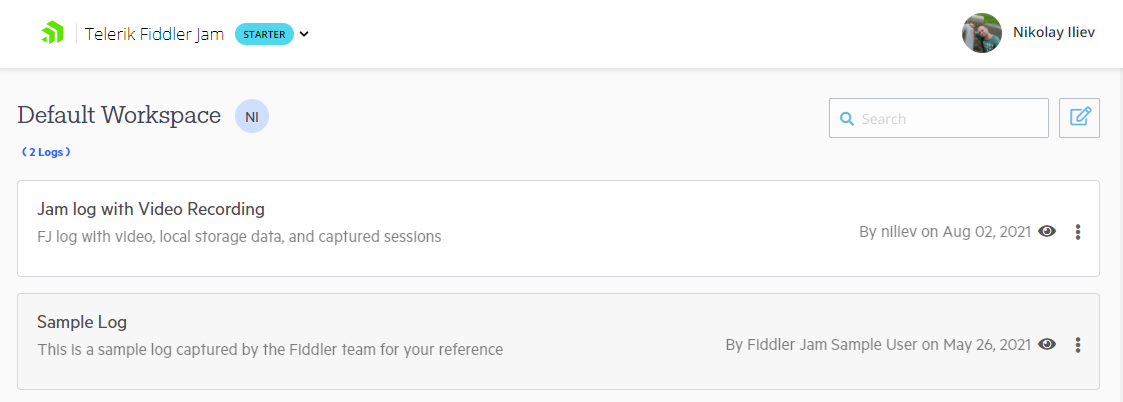 Telerik Fiddler Jam STARTER
Nikolay Iliev
Default Workspace NI
Search
( 2 Logs )
Jam log with Video Recording
FJ log with video, local storage data, and captured sessions
By niliev on Aug 02, 2021
Sample Log
This is a sample log captured by the Fiddler team for your reference
By Fiddler Jam Sample User on May 26, 2021